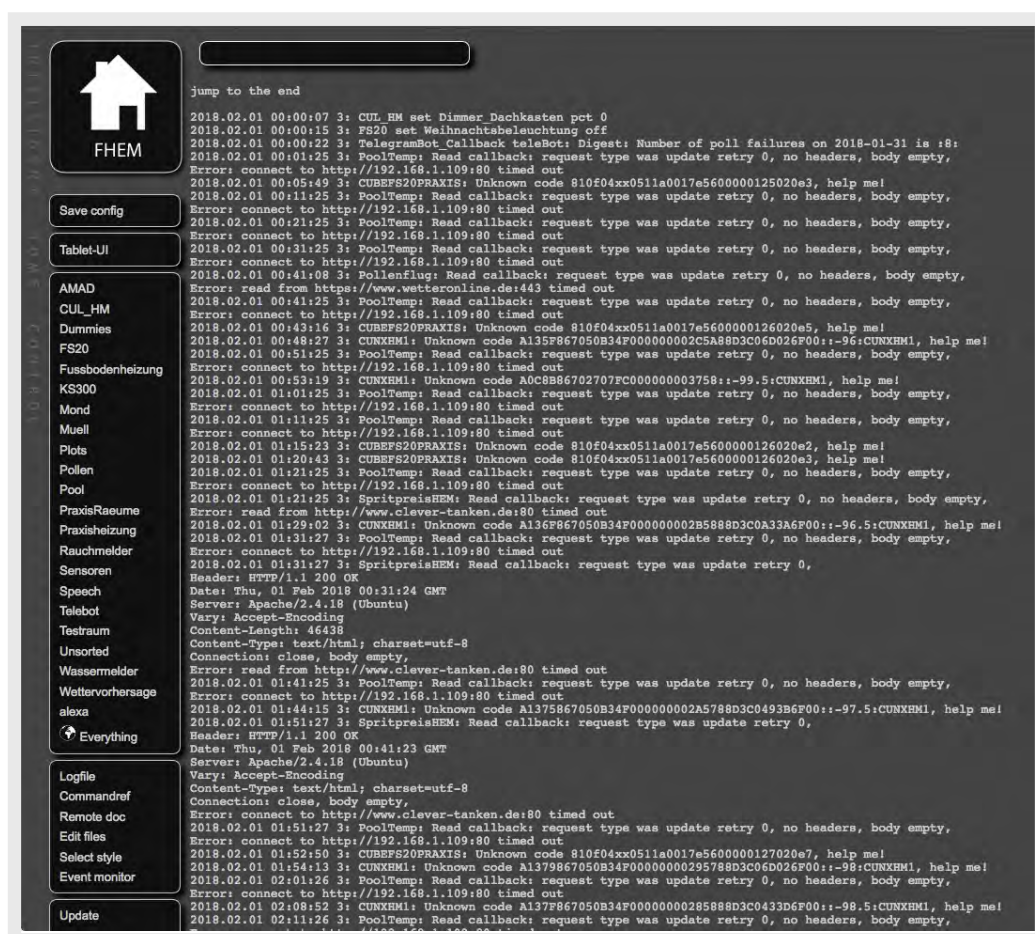 INTELLIGENT HOME CONTROL
FHEM
Save config
Tablet-UI
AMAD
CUL_HM
Dummies
FS20
Fussbodenheizung
KS300
Mond
Muell
Plots
Pollen
Pool
PraxisRaeume
Praxisheizung
Rauchmelder
Sensoren
Speech
Telebot
Testraum
Unsorted
Wassermelder
Wettervorhersage
alexa
Everything
Logfile
Commandref
Remote doc
Edit files
Select style
Event monitor
Update
jump to the end
2018.02.01 00:00:07 3: CUL_HM set Dimmer_Dachkasten pct 0
2018.02.01 00:00:15 3: FS20 set Weihnachtsbeleuchtung off
2018.02.01 00:00:22 3: TelegramBot_Callback teleBot: Digest: Number of poll failures on 2018-01-31 is :8:
2018.02.01 00:01:25 3: PoolTemp: Read callback: request type was update retry 0, no headers, body empty,
Error: connect to http://192.168.1.109:80 timed out
2018.02.01 00:05:49 3: CUBEFS20PRAXIS: Unknown code 810f04xx0511a0017e5600000125020e3, help me!
2018.02.01 00:11:25 3: PoolTemp: Read callback: request type was update retry 0, no headers, body empty,
Error: connect to http://192.168.1.109:80 timed out
2018.02.01 00:21:25 3: PoolTemp: Read callback: request type was update retry 0, no headers, body empty,
Error: connect to http://192.168.1.109:80 timed out
2018.02.01 00:31:25 3: PoolTemp: Read callback: request type was update retry 0, no headers, body empty,
Error: connect to http://192.168.1.109:80 timed out
2018.02.01 00:41:08 3: Pollenflug: Read callback: request type was update retry 0, no headers, body empty,
Error: read from https://www.wetteronline.de:443 timed out
2018.02.01 00:41:25 3: PoolTemp: Read callback: request type was update retry 0, no headers, body empty,
Error: connect to http://192.168.1.109:80 timed out
2018.02.01 00:43:16 3: CUBEFS20PRAXIS: Unknown code 810f04xx0511a0017e5600000126020e5, help me!
2018.02.01 00:48:27 3: CUNXHM1: Unknown code A135F867050B34F000000002C5A88D3C06D026F00::-96:CUNXHM1, help me!
2018.02.01 00:51:25 3: PoolTemp: Read callback: request type was update retry 0, no headers, body empty,
Error: connect to http://192.168.1.109:80 timed out
2018.02.01 00:53:19 3: CUNXHM1: Unknown code A0C8B86702707FC000000003758::-99.5:CUNXHM1, help me!
2018.02.01 01:01:25 3: PoolTemp: Read callback: request type was update retry 0, no headers, body empty,
Error: connect to http://192.168.1.109:80 timed out
2018.02.01 01:11:25 3: PoolTemp: Read callback: request type was update retry 0, no headers, body empty,
Error: connect to http://192.168.1.109:80 timed out
2018.02.01 01:15:23 3: CUBEFS20PRAXIS: Unknown code 810f04xx0511a0017e5600000126020e2, help me!
2018.02.01 01:20:43 3: CUBEFS20PRAXIS: Unknown code 810f04xx0511a0017e5600000126020e3, help me!
2018.02.01 01:21:25 3: PoolTemp: Read callback: request type was update retry 0, no headers, body empty,
Error: connect to http://192.168.1.109:80 timed out
2018.02.01 01:21:25 3: SpritpreisHEM: Read callback: request type was update retry 0, no headers, body empty,
Error: read from http://www.clever-tanken.de:80 timed out
2018.02.01 01:29:02 3: CUNXHM1: Unknown code A136F867050B34F000000002B5888D3C0A33A6F00::-96.5:CUNXHM1, help me!
2018.02.01 01:31:27 3: PoolTemp: Read callback: request type was update retry 0, no headers, body empty,
Error: connect to http://192.168.1.109:80 timed out
2018.02.01 01:31:27 3: SpritpreisHEM: Read callback: request type was update retry 0,
Header: HTTP/1.1 200 OK
Date: Thu, 01 Feb 2018 00:31:24 GMT
Server: Apache/2.4.18 (Ubuntu)
Vary: Accept-Encoding
Content-Length: 46438
Content-Type: text/html; charset=utf-8
Connection: close, body empty,
Error: read from http://www.clever-tanken.de:80 timed out
2018.02.01 01:41:25 3: PoolTemp: Read callback: request type was update retry 0, no headers, body empty,
Error: connect to http://192.168.1.109:80 timed out
2018.02.01 01:44:15 3: CUNXHM1: Unknown code A1375867050B34F000000002A5788D3C0493B6F00::-97.5:CUNXHM1, help me!
2018.02.01 01:51:27 3: SpritpreisHEM: Read callback: request type was update retry 0,
Header: HTTP/1.1 200 OK
Date: Thu, 01 Feb 2018 00:41:23 GMT
Server: Apache/2.4.18 (Ubuntu)
Vary: Accept-Encoding
Content-Type: text/html; charset=utf-8
Connection: close, body empty,
Error: connect to http://www.clever-tanken.de:80 timed out
2018.02.01 01:51:27 3: PoolTemp: Read callback: request type was update retry 0, no headers, body empty,
Error: connect to http://192.168.1.109:80 timed out
2018.02.01 01:52:50 3: CUBEFS20PRAXIS: Unknown code 810f04xx0511a0017e5600000127020e7, help me!
2018.02.01 01:54:13 3: CUNXHM1: Unknown code A1379867050B34F00000000295788D3C06D026F00::-98:CUNXHM1, help me!
2018.02.01 02:01:26 3: PoolTemp: Read callback: request type was update retry 0, no headers, body empty,
Error: connect to http://192.168.1.109:80 timed out
2018.02.01 02:08:52 3: CUNXHM1: Unknown code A137F867050B34F00000000285888D3C0433D6F00::-98.5:CUNXHM1, help me!
2018.02.01 02:11:26 3: PoolTemp: Read callback: request type was update retry 0, no headers, body empty,